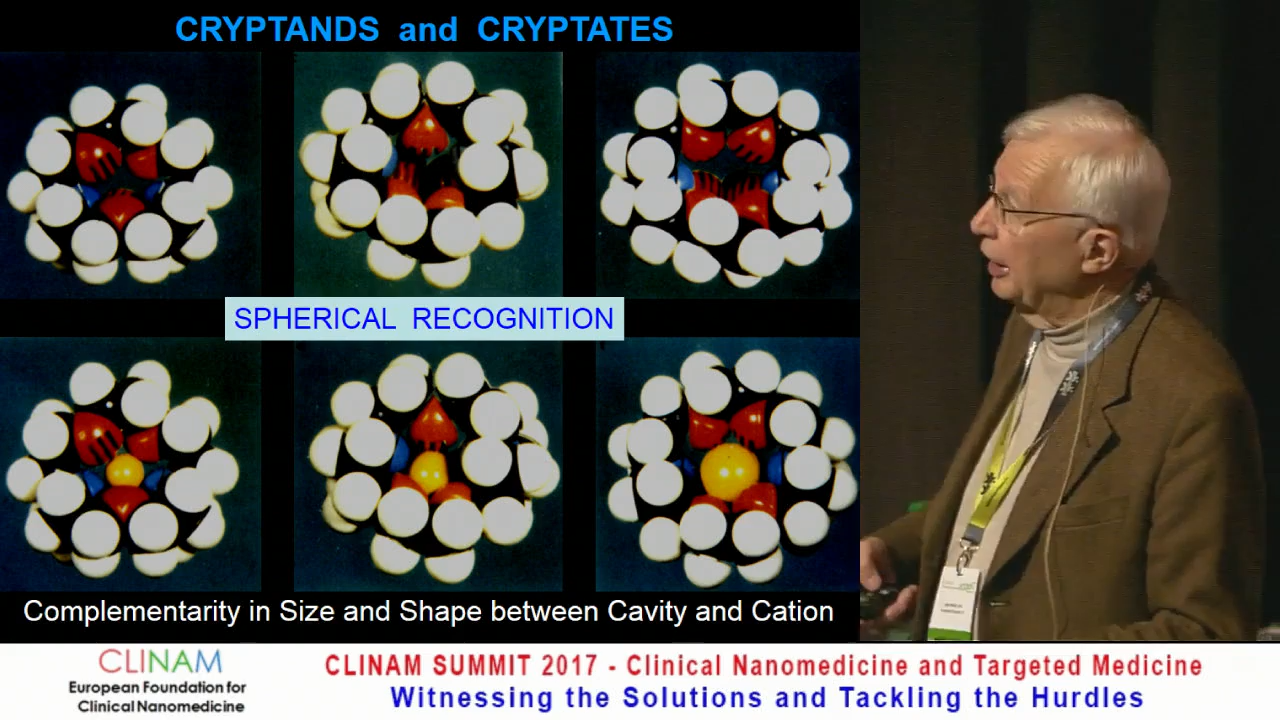 CRYPTANDS and CRYPTATES
SPHERICAL RECOGNITION
Complementarity in Size and Shape between Cavity and Cation
CLINAM
European Foundation for
Clinical Nanomedicine
CLINAM SUMMIT 2017 - Clinical Nanomedicine and Targeted Medicine
Witnessing the Solutions and Tackling the Hurdles